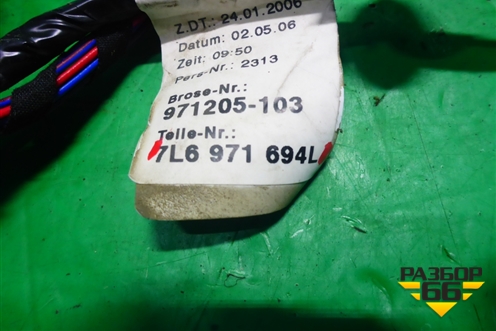 Z.DT.: 24.01.2006
Datum: 02.05.06
Zeit: 09:50
Pers-Nr.: 2313
Brose-Nr.:
971205-103
Teile-Nr.:
7L6 971 694L
РАЗБОР
66